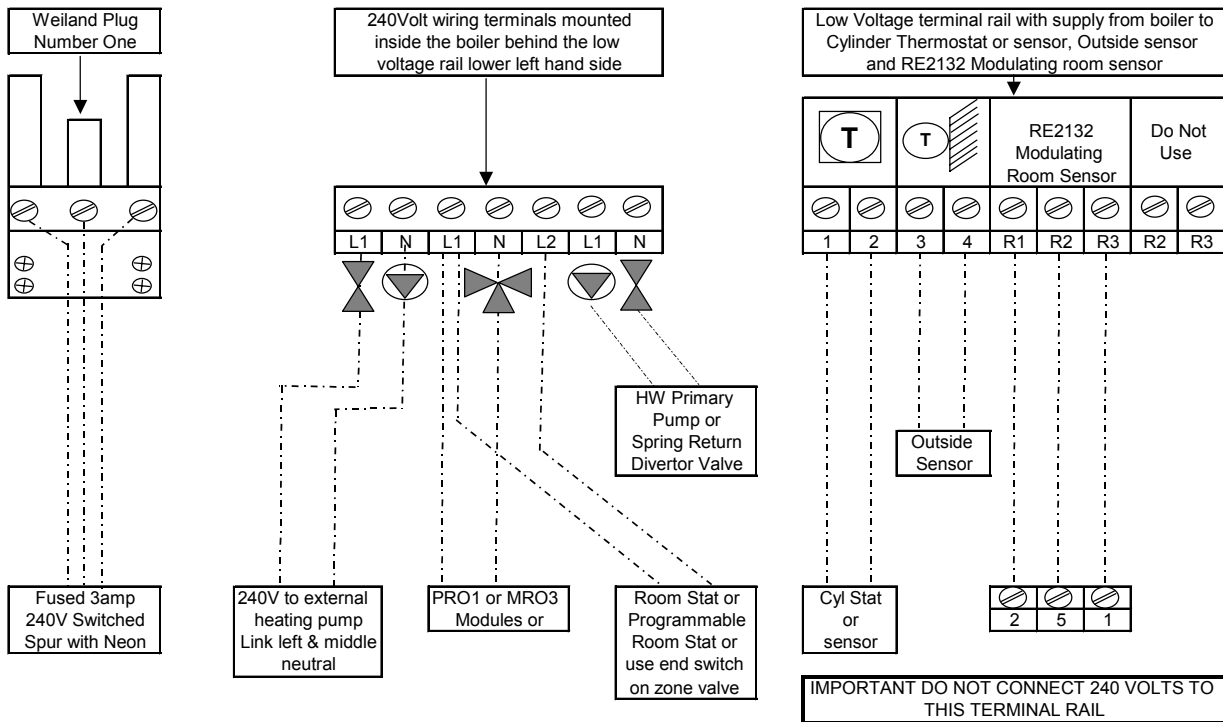 Weiland Plug
Number One
240Volt wiring terminals mounted
inside the boiler behind the low
voltage rail lower left hand side
Low Voltage terminal rail with supply from boiler to
Cylinder Thermostat or sensor, Outside sensor
and RE2132 Modulating room sensor
T
T
RE2132
Modulating
Room Sensor
Do Not
Use
L1 N L1 N L2 L1 N
1 2 3 4 R1 R2 R3 R2 R3
HW Primary
Pump or
Spring Return
Divertor Valve
Outside
Sensor
Fused 3amp
240V Switched
Spur with Neon
240V to external
heating pump
Link left & middle
neutral
PRO1 or MRO3
Modules or
Room Stat or
Programmable
Room Stat or
use end switch
on zone valve
Cyl Stat
or
sensor
2 5 1
IMPORTANT DO NOT CONNECT 240 VOLTS TO
THIS TERMINAL RAIL